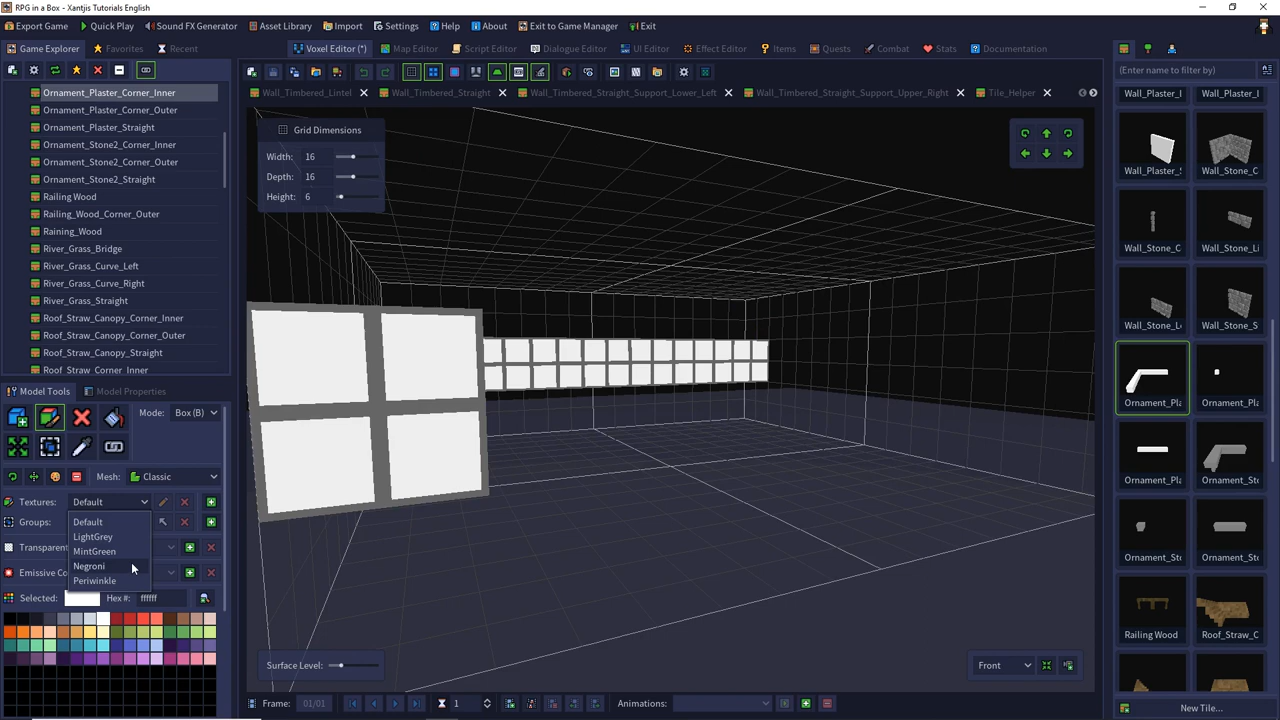 RPG in a Box - Xantjis Tutorials English
Export Game
Quick Play
Sound FX Generator
Asset Library
Import
Settings
Help
About
Exit to Game Manager
Exit
Game Explorer
Favorites
Recent
Voxel Editor (*)
Map Editor
Script Editor
Dialogue Editor
UI Editor
Effect Editor
Items
Quests
Combat
Stats
Documentation
(Enter name to filter by)
Wall_Timbered_Lintel
Wall_Timbered_Straight
Wall_Timbered_Straight_Support_Lower_Left
Wall_Timbered_Straight_Support_Upper_Right
Tile_Helper
Ornament_Plaster_Corner_Inner
Ornament_Plaster_Corner_Outer
Ornament_Plaster_Straight
Ornament_Stone2_Corner_Inner
Ornament_Stone2_Corner_Outer
Ornament_Stone2_Straight
Railing Wood
Railing_Wood_Corner_Outer
Raining_Wood
River_Grass_Bridge
River_Grass_Curve_Left
River_Grass_Curve_Right
River_Grass_Straight
Roof_Straw_Canopy_Corner_Inner
Roof_Straw_Canopy_Corner_Outer
Roof_Straw_Canopy_Straight
Roof_Straw_Corner_Inner
Grid Dimensions
Width: 16
Depth: 16
Height: 6
Model Tools
Model Properties
Mode: Box (B)
Mesh: Classic
Textures: Default
Groups:
Default
LightGrey
MintGreen
Negroni
Periwinkle
Transparent
Emissive Co
Selected:
Hex #: ffffff
Surface Level:
Front
Frame: 01/01
1
Animations:
Wall_Plaster_I
Wall_Plaster_I
Wall_Plaster_S
Wall_Stone_C
Wall_Stone_C
Wall_Stone_Li
Wall_Stone_Lo
Wall_Stone_S
Ornament_Pla
Ornament_Pla
Ornament_Pla
Ornament_Sto
Ornament_Sto
Ornament_Sto
Railing Wood
Roof_Straw_C
New Tile...